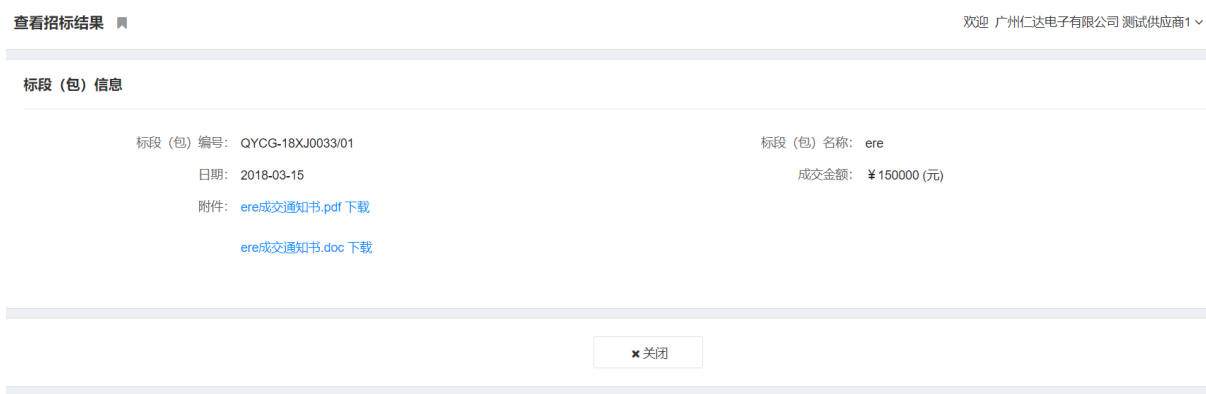 查看招标结果
欢迎 广州仁达电子有限公司 测试供应商1
标段（包）信息
标段（包）编号： QYCG-18XJ0033/01
标段（包）名称： ere
日期： 2018-03-15
成交金额： ￥150000 (元)
附件： ere成交通知书.pdf 下载
ere成交通知书.doc 下载
✖ 关闭